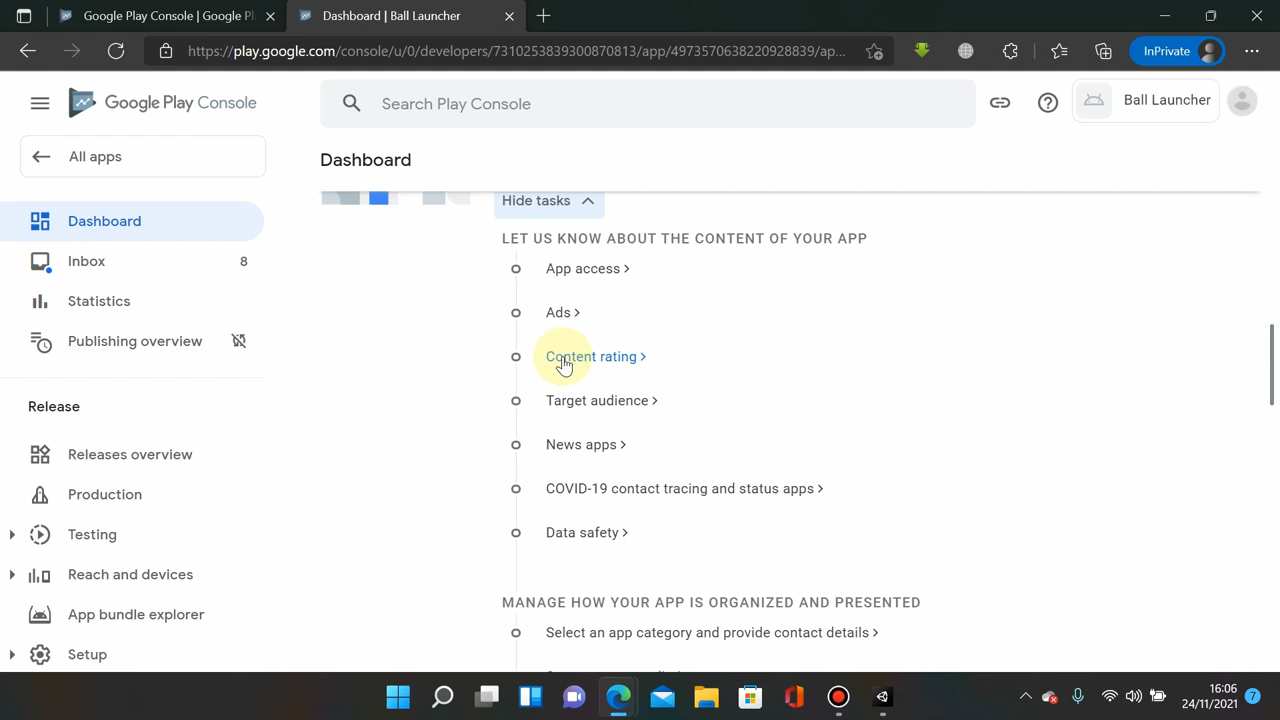 Google Play Console | Google Pl
Dashboard | Ball Launcher
https://play.google.com/console/u/0/developers/7310253839300870813/app/4973570638220928839/ap...
InPrivate
Google Play Console
Search Play Console
Ball Launcher
All apps
Dashboard
Dashboard
Inbox 8
Statistics
Publishing overview
Release
Releases overview
Production
Testing
Reach and devices
App bundle explorer
Setup
Hide tasks
LET US KNOW ABOUT THE CONTENT OF YOUR APP
App access >
Ads >
Content rating >
Target audience >
News apps >
COVID-19 contact tracing and status apps >
Data safety >
MANAGE HOW YOUR APP IS ORGANIZED AND PRESENTED
Select an app category and provide contact details >
16:06
24/11/2021
7